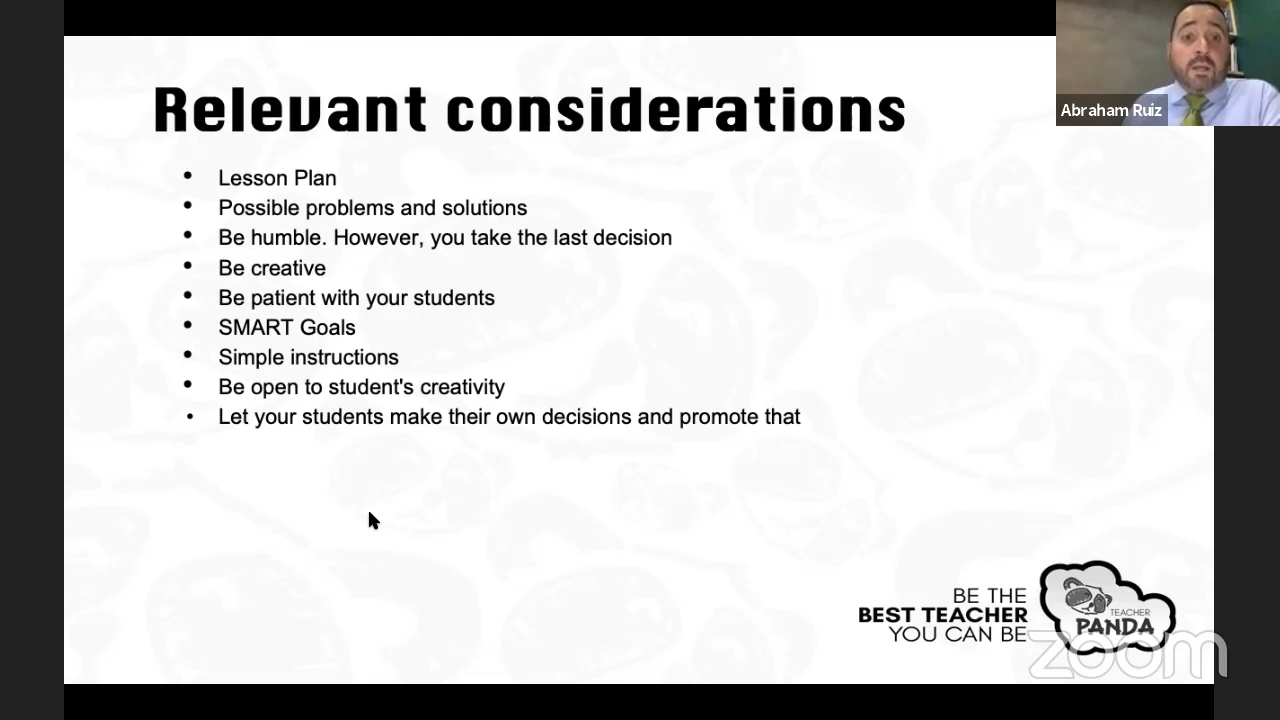 Relevant considerations
Abraham Ruiz
• Lesson Plan
• Possible problems and solutions
• Be humble. However, you take the last decision
• Be creative
• Be patient with your students
• SMART Goals
• Simple instructions
• Be open to student's creativity
• Let your students make their own decisions and promote that
BE THE
BEST TEACHER
YOU CAN BE
TEACHER
PANDA
zoom